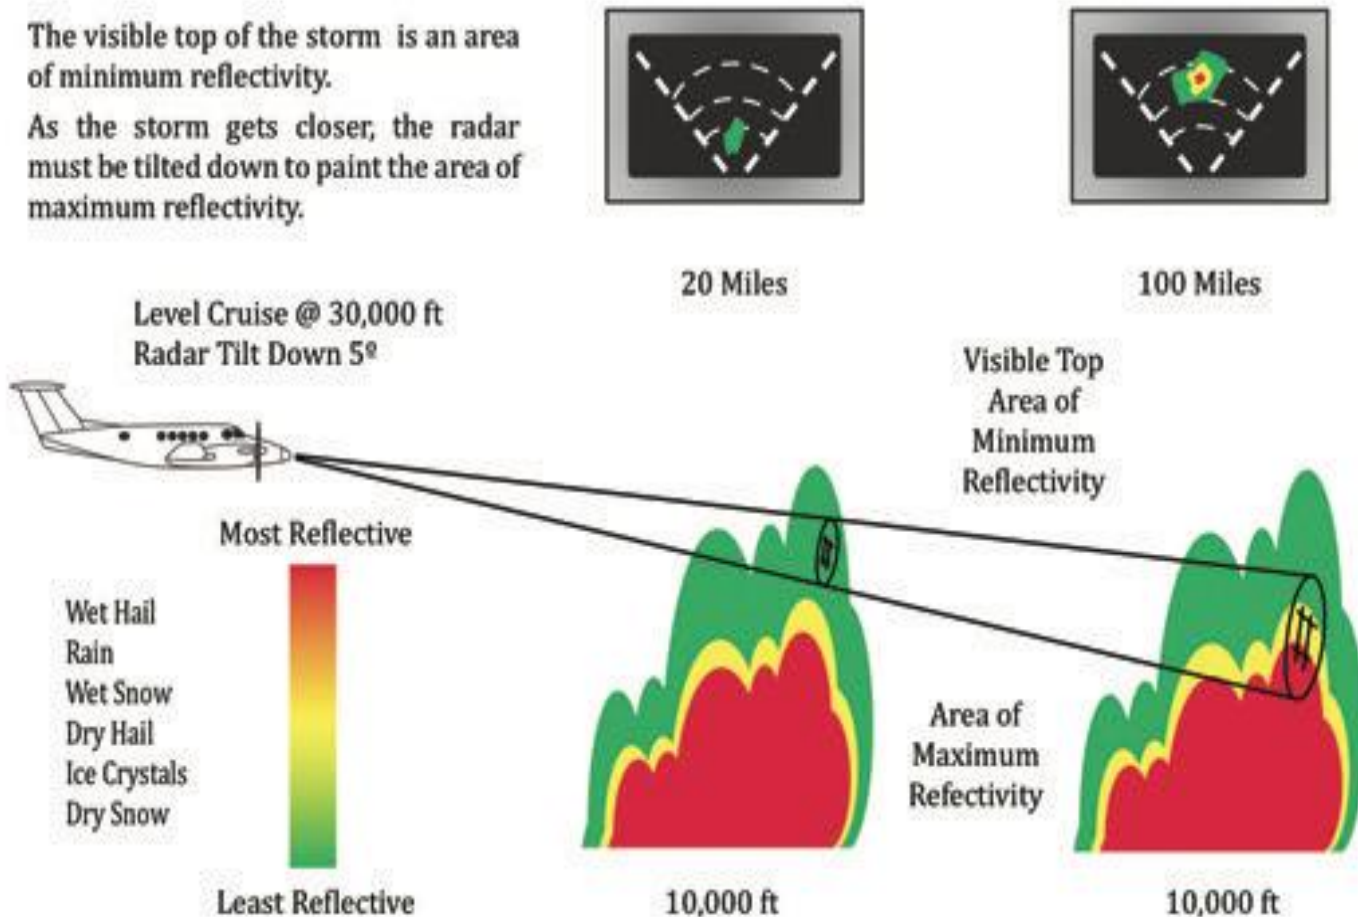 The visible top of the storm is an area
of minimum reflectivity.
As the storm gets closer, the radar
must be tilted down to paint the area of
maximum reflectivity.
20 Miles
100 Miles
Level Cruise @ 30,000 ft
Radar Tilt Down 5º
Visible Top
Area of
Minimum
Reflectivity
Most Reflective
Wet Hail
Rain
Wet Snow
Dry Hail
Ice Crystals
Dry Snow
Least Reflective
Area of
Maximum
Refectivity
10,000 ft
10,000 ft